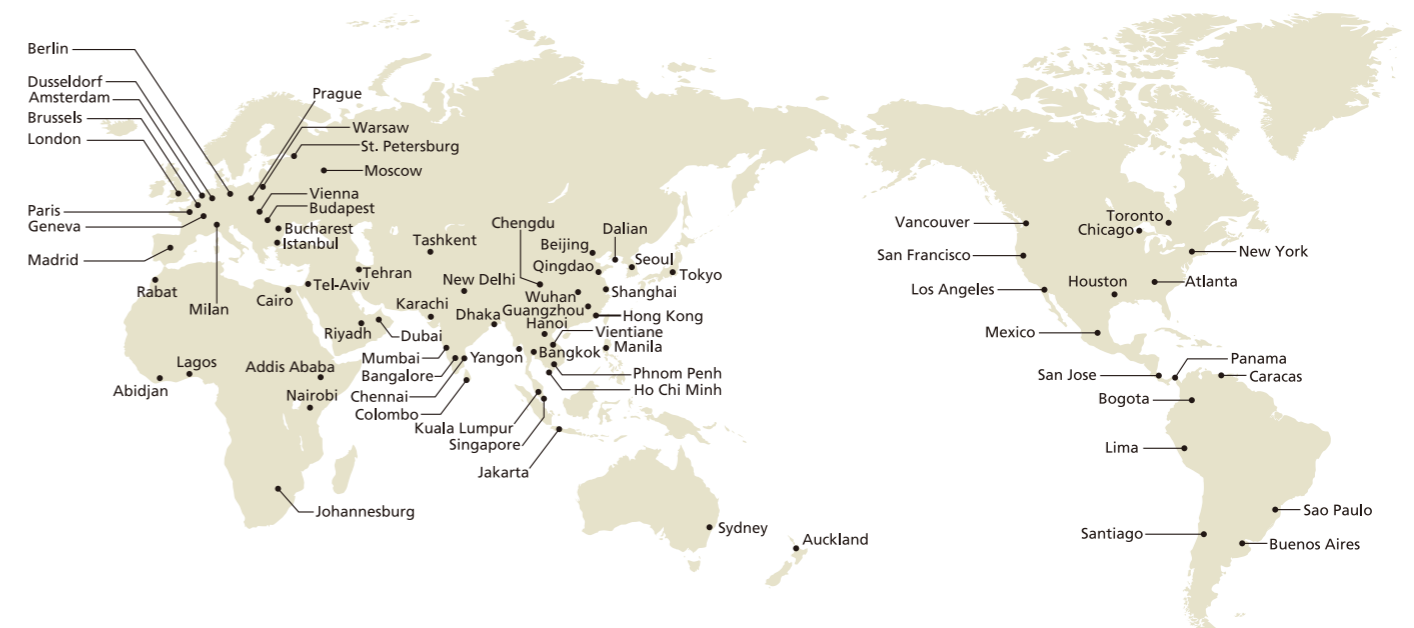 Berlin
Dusseldorf
Amsterdam
Brussels
London
Prague
Warsaw
St. Petersburg
Moscow
Paris
Geneva
Madrid
Vienna
Budapest
Bucharest
Istanbul
Rabat
Milan
Cairo
Tel-Aviv
Tehran
Tashkent
Chengdu
Beijing
Dalian
Qingdao
Seoul
Tokyo
New Delhi
Karachi
Dhaka
Wuhan
Shanghai
Guangzhou
Hong Kong
Hanoi
Vientiane
Manila
Riyadh
Dubai
Mumbai
Bangalore
Yangon
Bangkok
Phnom Penh
Ho Chi Minh
Chennai
Colombo
Kuala Lumpur
Singapore
Jakarta
Lagos
Abidjan
Addis Ababa
Nairobi
Johannesburg
Sydney
Auckland
Vancouver
San Francisco
Los Angeles
Toronto
Chicago
New York
Houston
Atlanta
Mexico
Panama
San Jose
Caracas
Bogota
Lima
Sao Paulo
Santiago
Buenos Aires